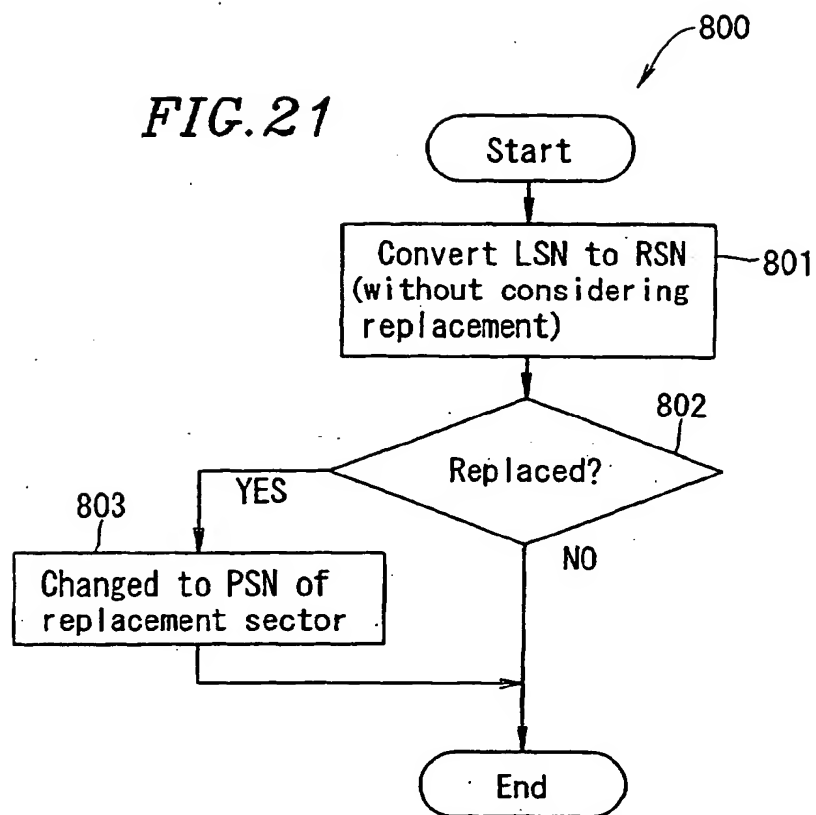 800
FIG.21
Start
Convert LSN to RSN
(without considering
replacement)
801
802
Replaced?
YES
NO
803
Changed to PSN of
replacement sector
End